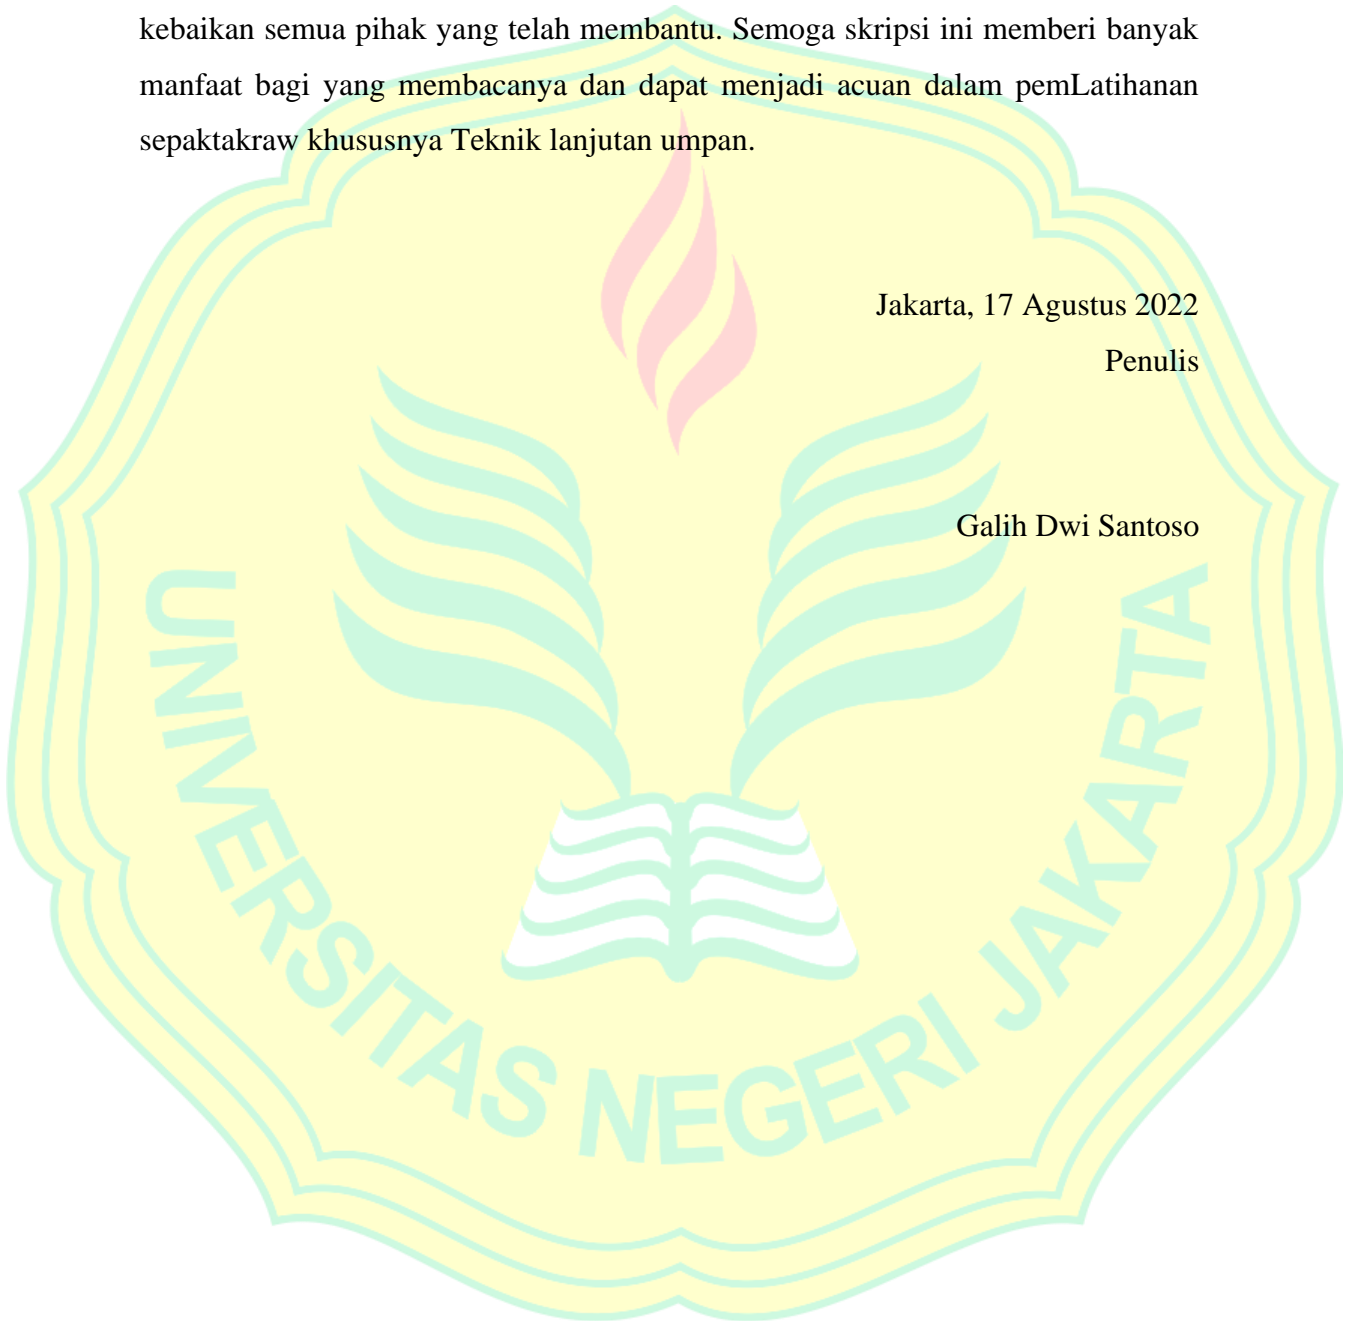 kebaikan semua pihak yang telah membantu. Semoga skripsi ini memberi banyak
manfaat bagi yang membacanya dan dapat menjadi acuan dalam pemLatihanan
sepaktakraw khususnya Teknik lanjutan umpan.
Jakarta, 17 Agustus 2022
Penulis
Galih Dwi Santoso
UNIVERSITAS NEGERI JAKARTA